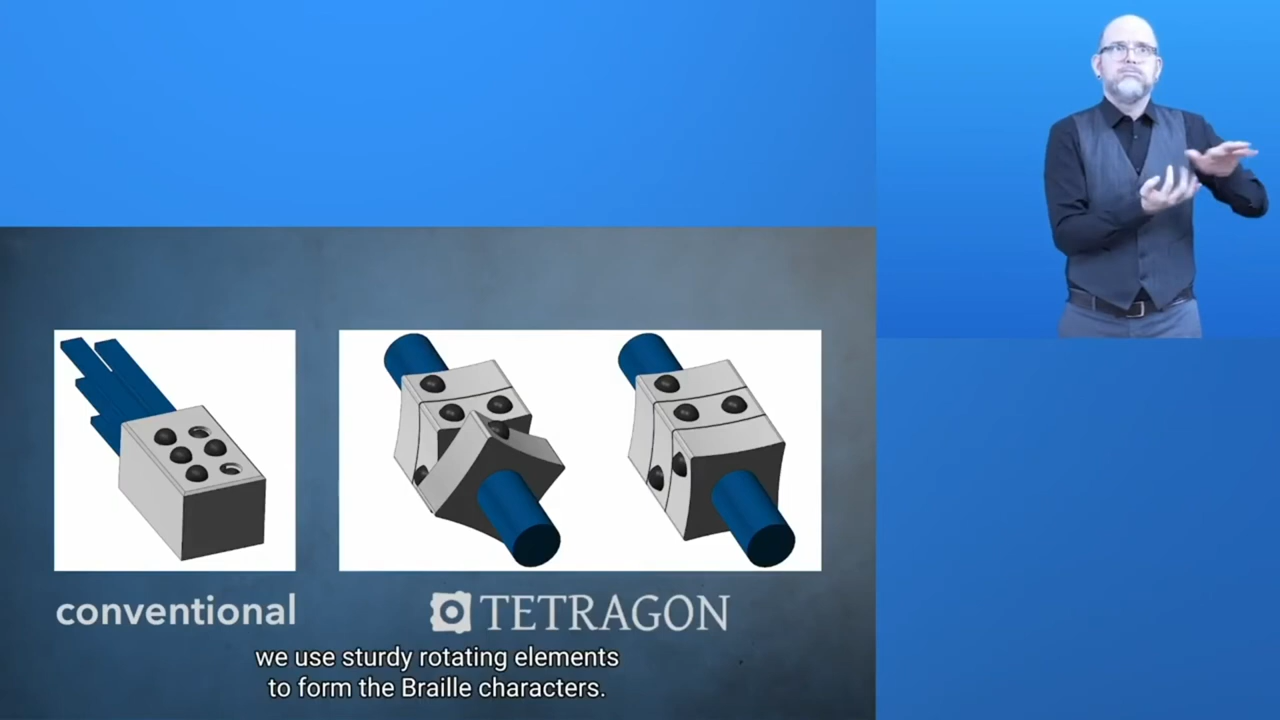 conventional
TETRAGON
we use sturdy rotating elements
to form the Braille characters.